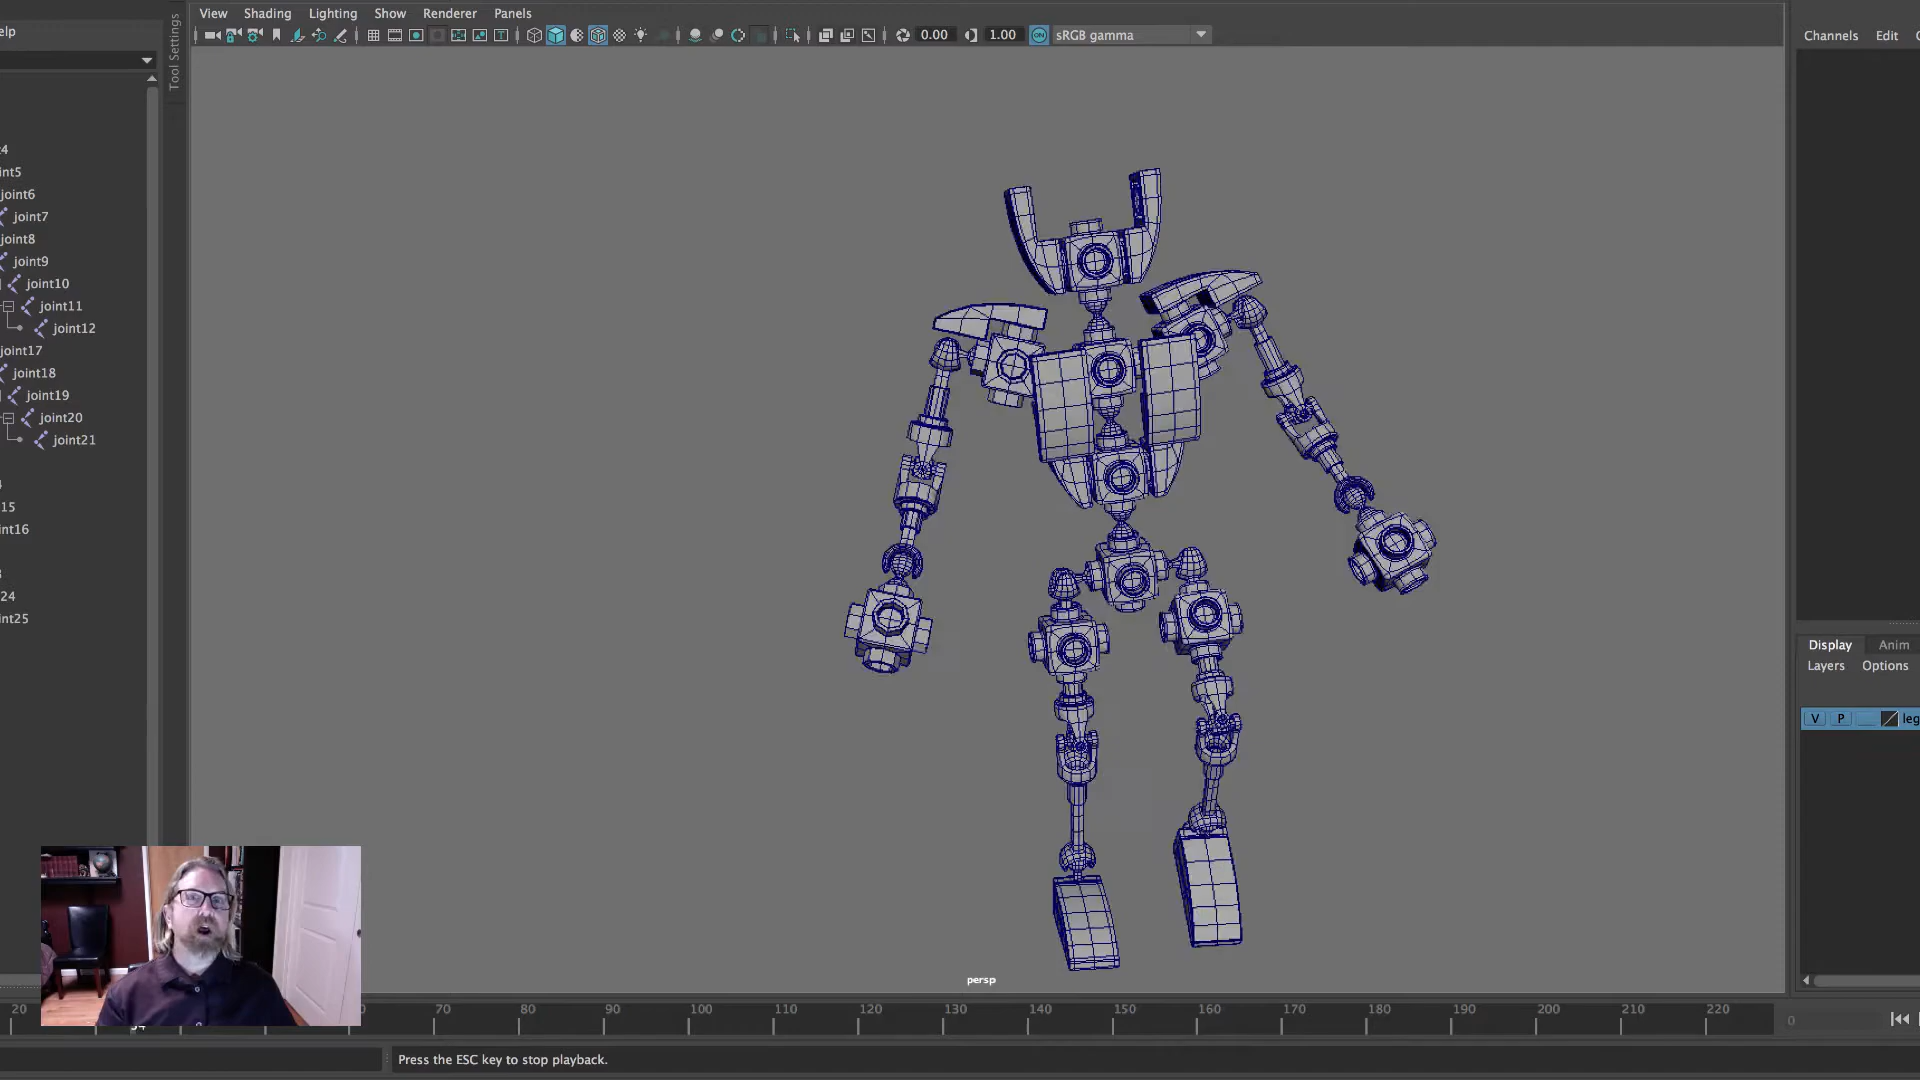 View Shading Lighting Show Renderer Panels
elp
Tool Settings
0.00 1.00 ON sRGB gamma
Channels Edit
joint6
joint7
joint8
joint9
joint10
joint11
joint12
joint17
joint18
joint19
joint20
joint21
15
int16
24
int25
int5
Display Anim
Layers Options
V P leg
persp
20 70 80 90 100 110 120 130 140 150 160 170 180 190 200 210 220
0
Press the ESC key to stop playback.